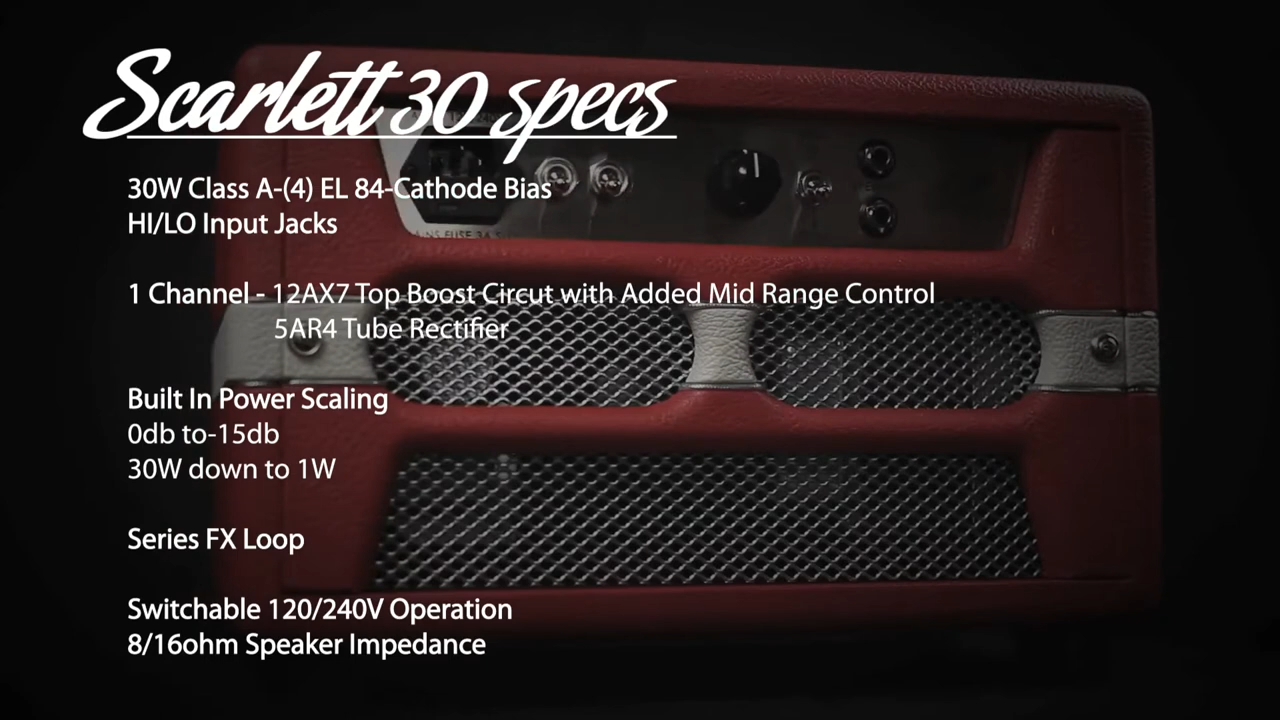 Scarlett 30 specs
30W Class A-(4) EL 84-Cathode Bias
HI/LO Input Jacks
1 Channel - 12AX7 Top Boost Circut with Added Mid Range Control
5AR4 Tube Rectifier
Built In Power Scaling
0db to-15db
30W down to 1W
Series FX Loop
Switchable 120/240V Operation
8/16ohm Speaker Impedance
FUSE 3A